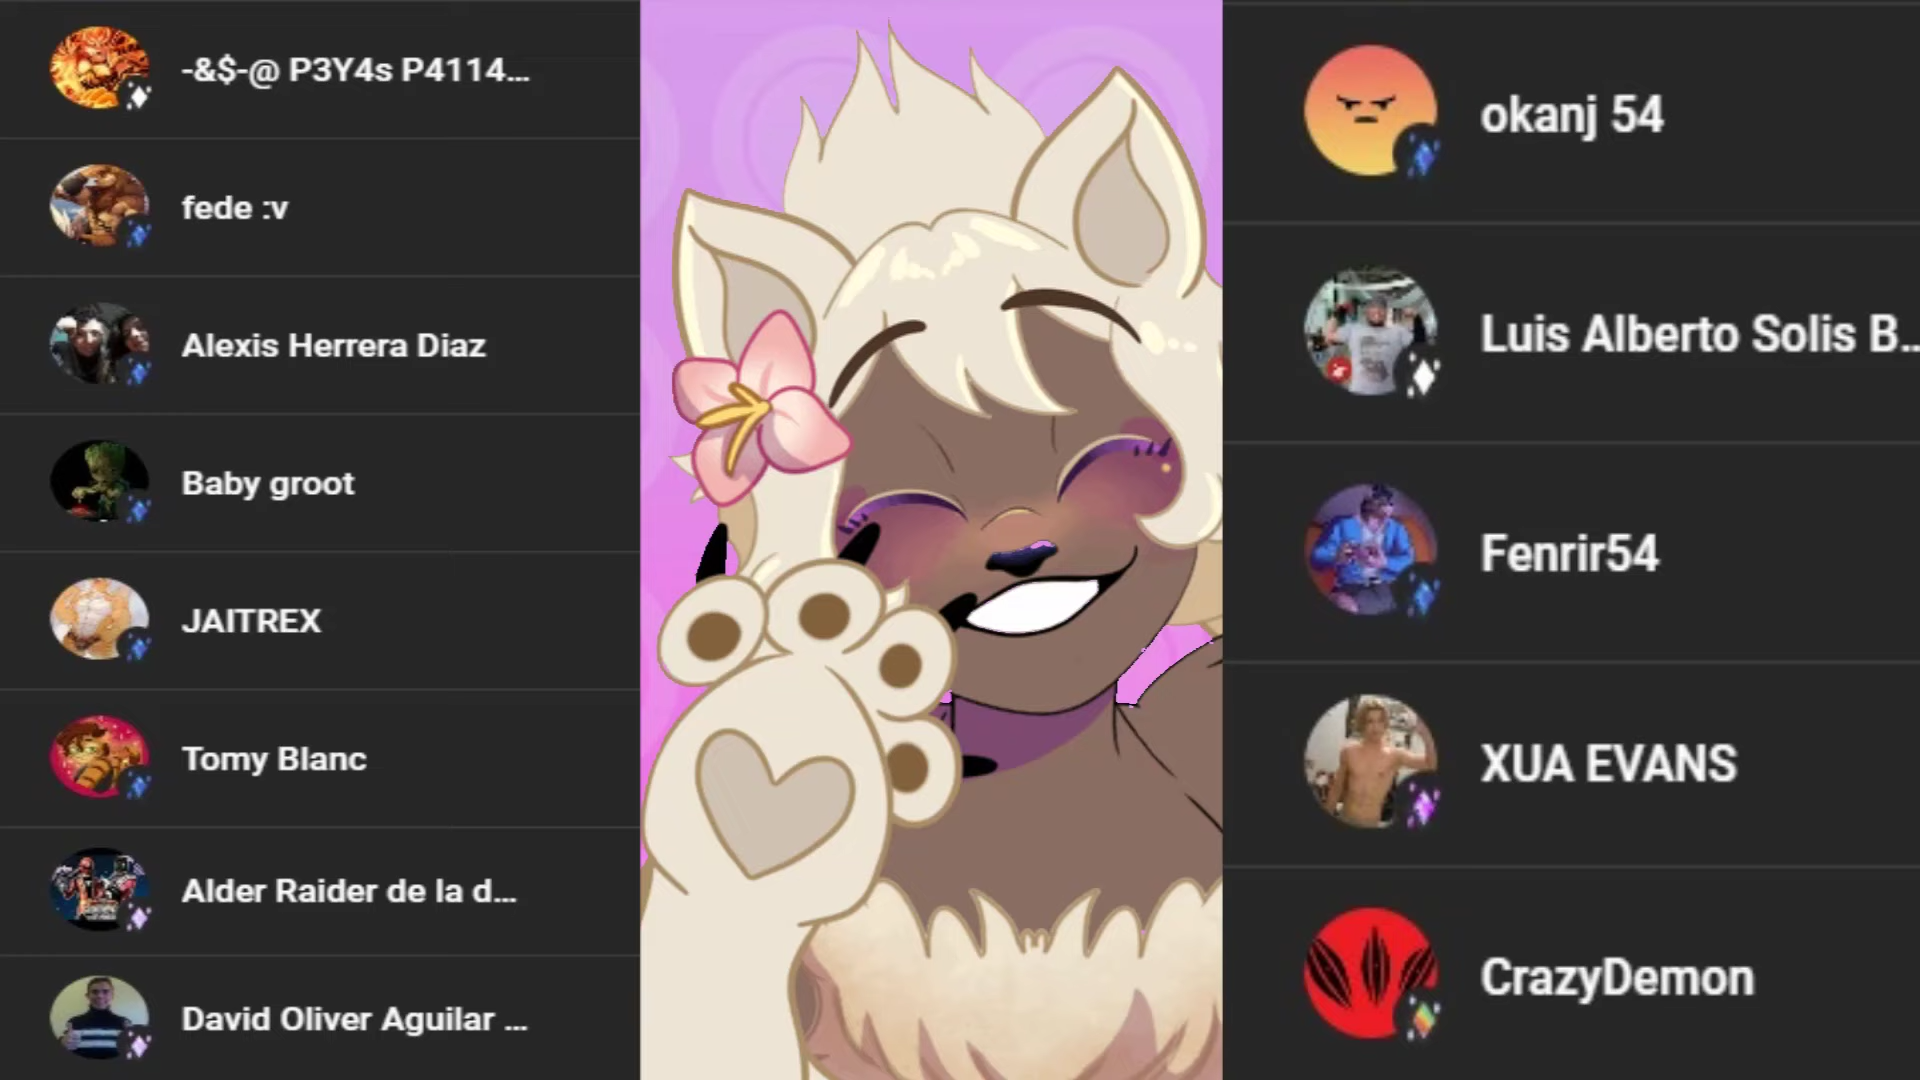 -&$-@ P3Y4s P4114...
fede :v
Alexis Herrera Diaz
Baby groot
JAITREX
Tomy Blanc
Alder Raider de la d...
David Oliver Aguilar ...
okanj 54
Luis Alberto Solis B...
Fenrir54
XUA EVANS
CrazyDemon